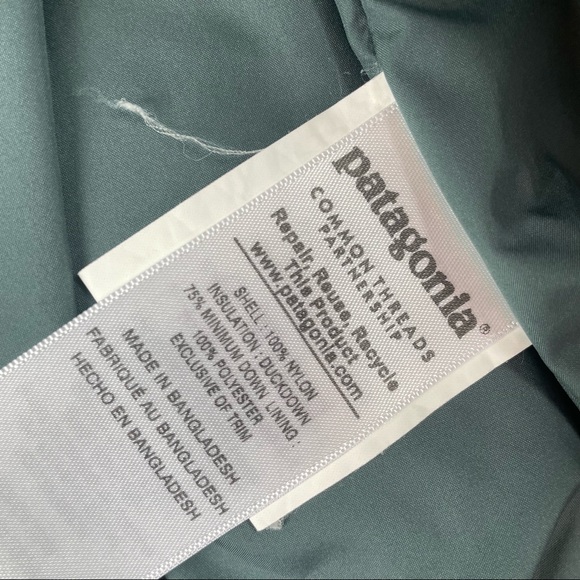 patagonia®
COMMON THREADS
PARTNERSHIP
Repair, Reuse, Recycle
This Product
www.patagonia.com
SHELL : 100% NYLON
INSULATION : DUCKDOWN
75% MINIMUM DOWN LINING :
100% POLYESTER
EXCLUSIVE OF TRIM
MADE IN BANGLADESH
FABRIQUÉ AU BANGLADESH
HECHO EN BANGLADESH